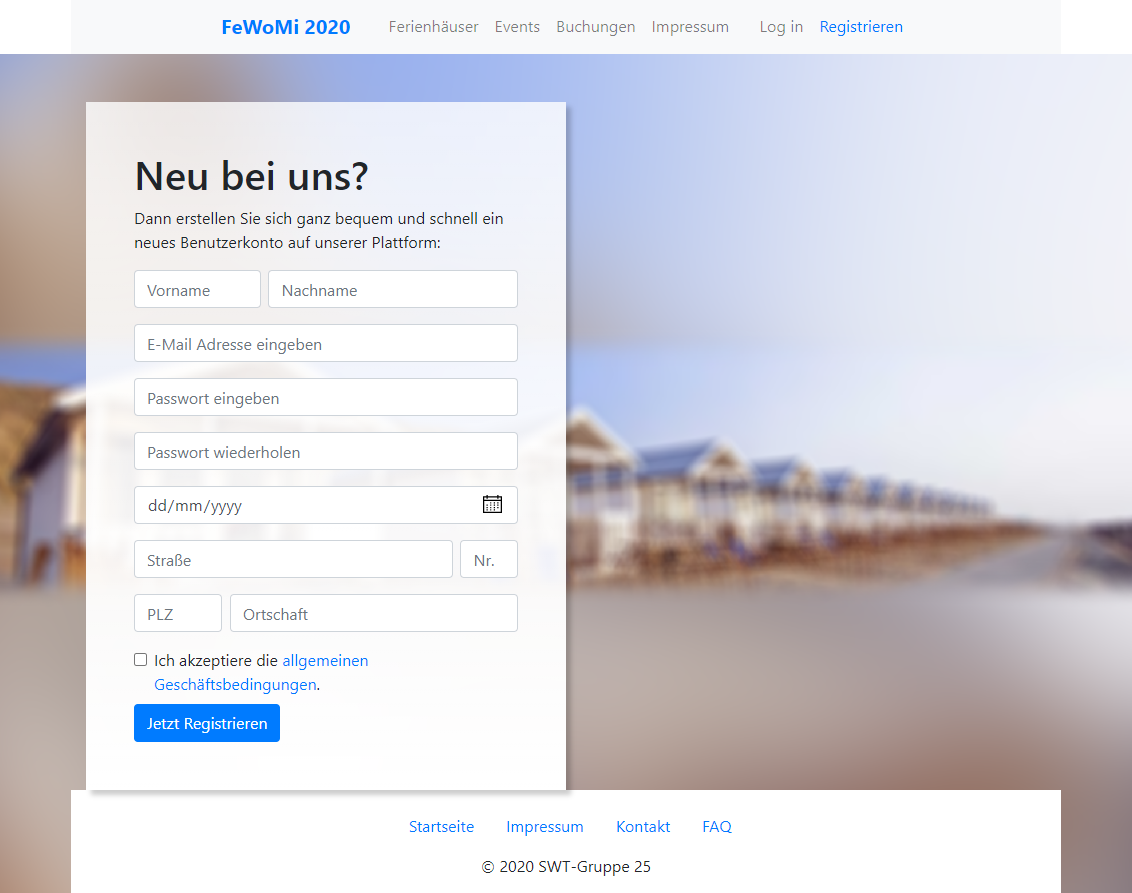 FeWoMi 2020 Ferienhäuser Events Buchungen Impressum Log in Registrieren
Neu bei uns?
Dann erstellen Sie sich ganz bequem und schnell ein
neues Benutzerkonto auf unserer Plattform:
Vorname Nachname
E-Mail Adresse eingeben
Passwort eingeben
Passwort wiederholen
dd/mm/yyyy
Straße Nr.
PLZ Ortschaft
Ich akzeptiere die allgemeinen
Geschäftsbedingungen.
Jetzt Registrieren
Startseite Impressum Kontakt FAQ
© 2020 SWT-Gruppe 25